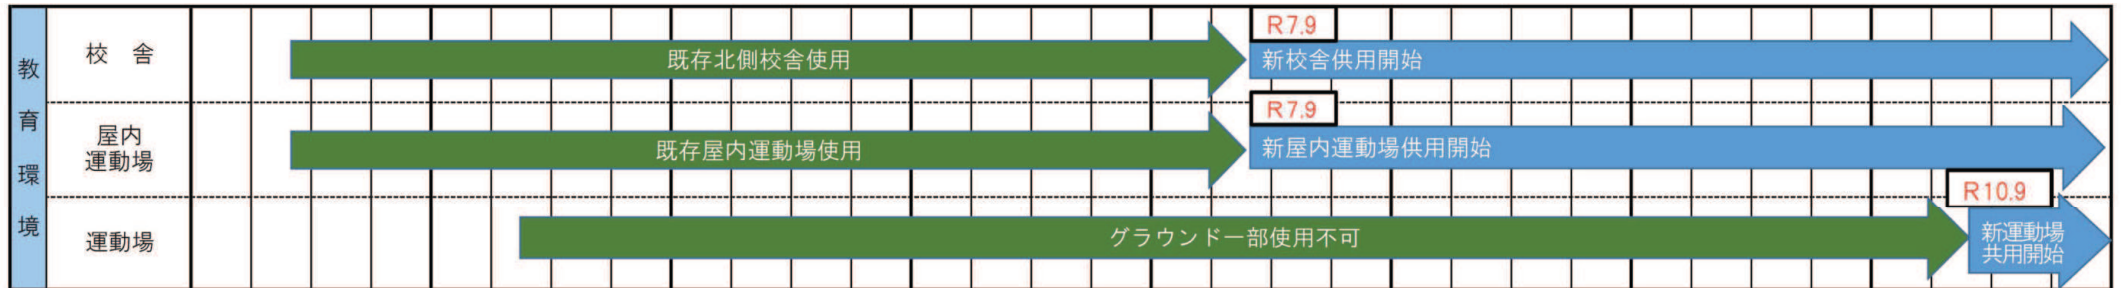 教育環境
校 舎
既存北側校舎使用
R7.9
新校舎供用開始
屋内
運動場
既存屋内運動場使用
R7.9
新屋内運動場供用開始
運動場
グラウンド一部使用不可
R10.9
新運動場
共用開始